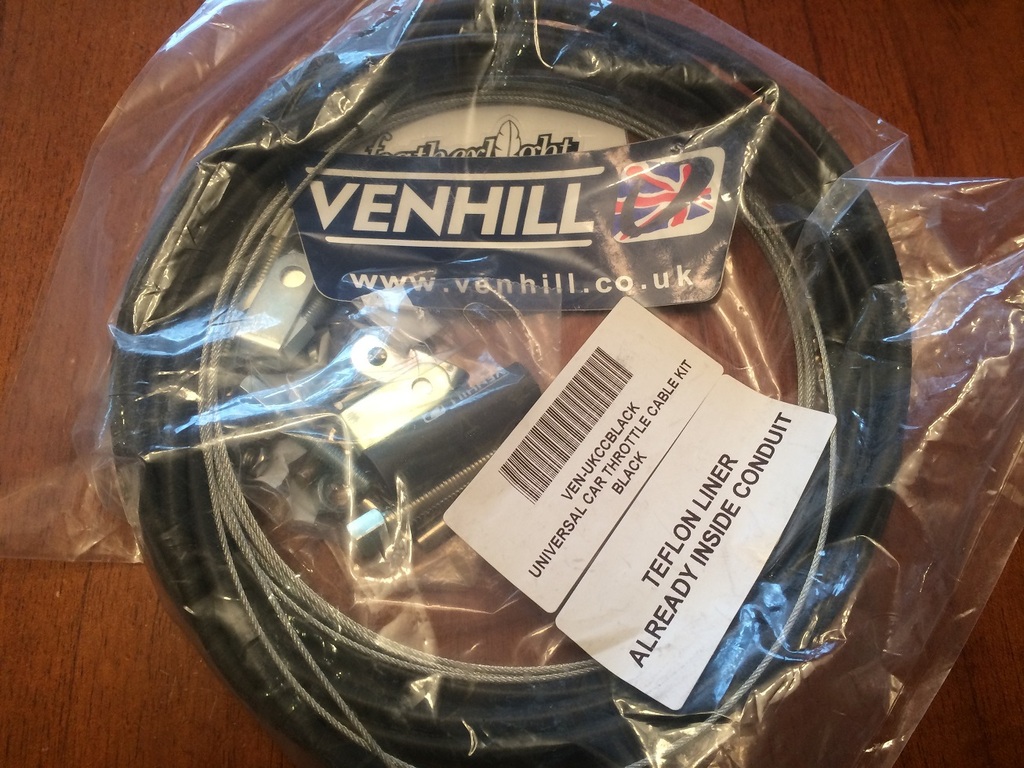 featherlight
VENHILL
www.venhill.co.uk
VEN-UKCCBLACK
UNIVERSAL CAR THROTTLE CABLE KIT
BLACK
TEFLON LINER
ALREADY INSIDE CONDUIT